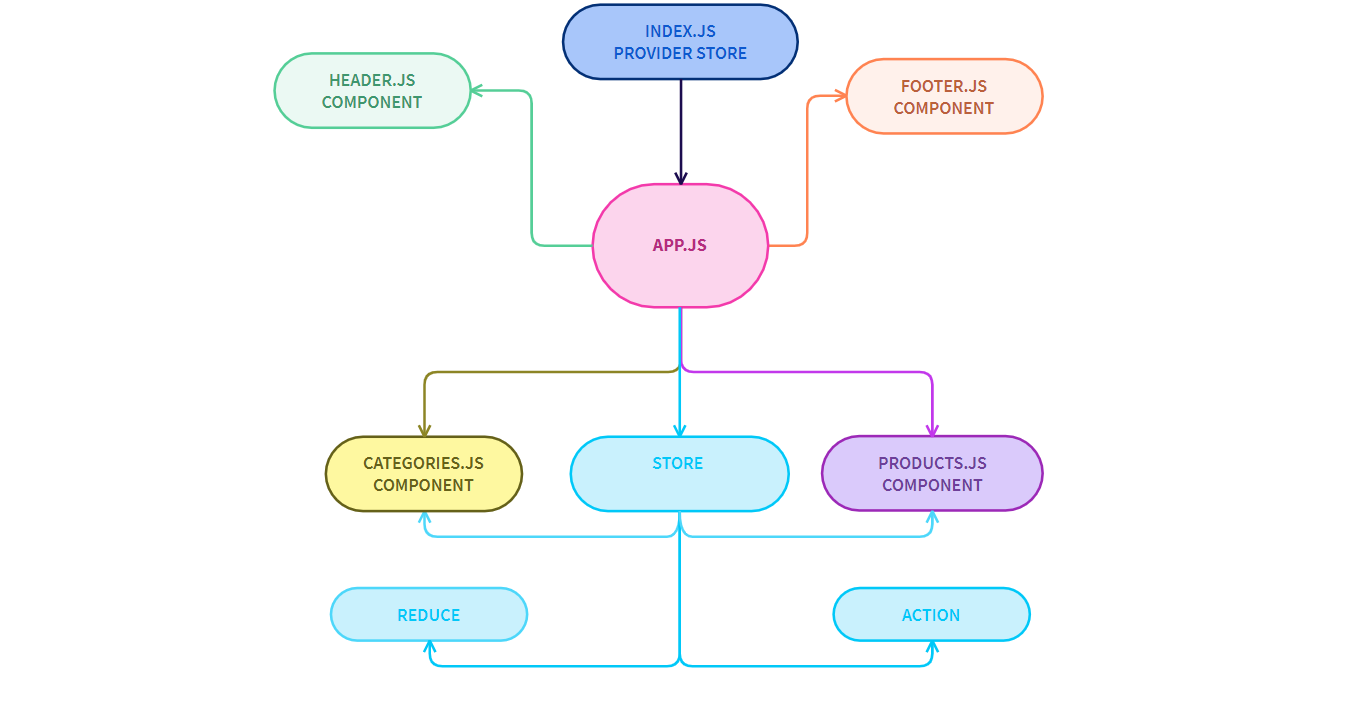 INDEX.JS
PROVIDER STORE
HEADER.JS
COMPONENT
FOOTER.JS
COMPONENT
APP.JS
CATEGORIES.JS
COMPONENT
STORE
PRODUCTS.JS
COMPONENT
REDUCE
ACTION